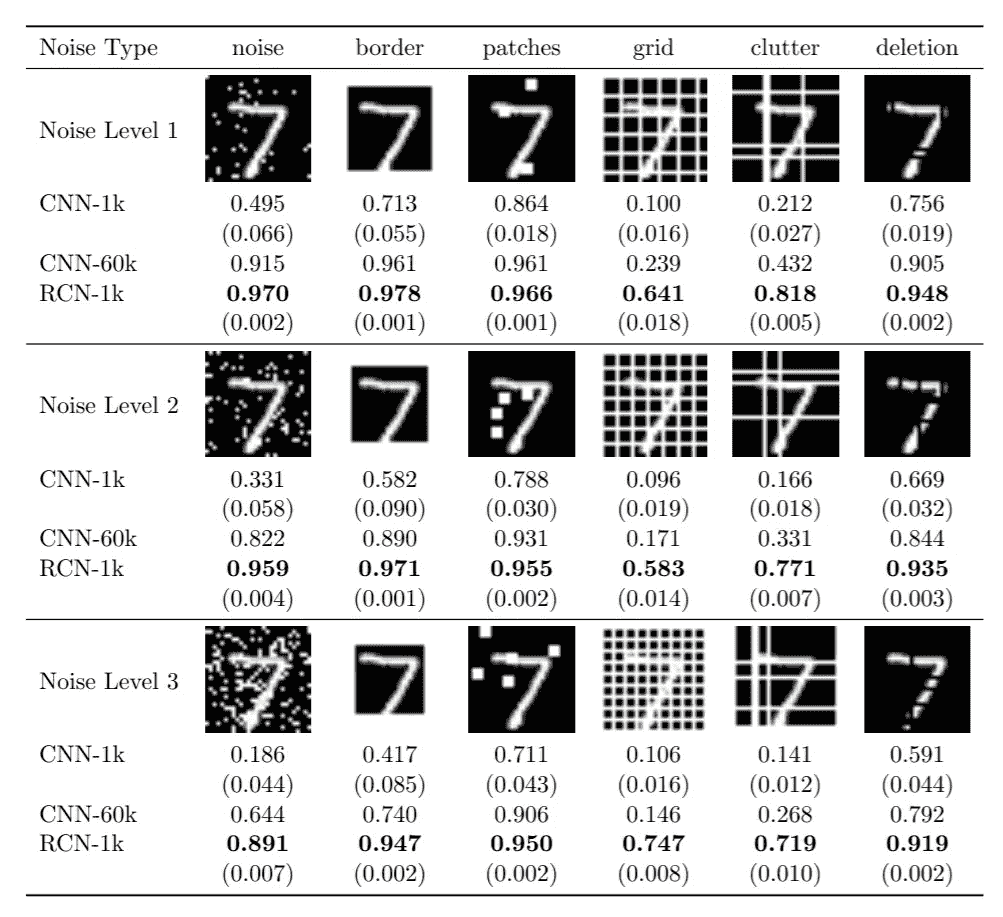 Noise Type noise border patches grid clutter deletion
Noise Level 1
CNN-1k 0.495 0.713 0.864 0.100 0.212 0.756
(0.066) (0.055) (0.018) (0.016) (0.027) (0.019)
CNN-60k 0.915 0.961 0.961 0.239 0.432 0.905
RCN-1k 0.970 0.978 0.966 0.641 0.818 0.948
(0.002) (0.001) (0.001) (0.018) (0.005) (0.002)
Noise Level 2
CNN-1k 0.331 0.582 0.788 0.096 0.166 0.669
(0.058) (0.090) (0.030) (0.019) (0.018) (0.032)
CNN-60k 0.822 0.890 0.931 0.171 0.331 0.844
RCN-1k 0.959 0.971 0.955 0.583 0.771 0.935
(0.004) (0.001) (0.002) (0.014) (0.007) (0.003)
Noise Level 3
CNN-1k 0.186 0.417 0.711 0.106 0.141 0.591
(0.044) (0.085) (0.043) (0.016) (0.012) (0.044)
CNN-60k 0.644 0.740 0.906 0.146 0.268 0.792
RCN-1k 0.891 0.947 0.950 0.747 0.719 0.919
(0.007) (0.002) (0.002) (0.008) (0.010) (0.002)